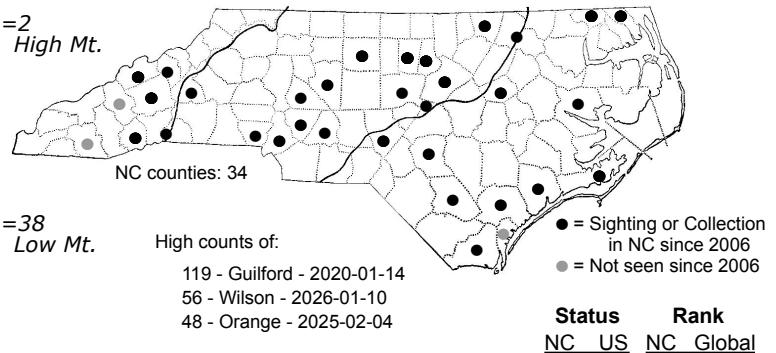 =2
High Mt.
NC counties: 34
=38
Low Mt.
High counts of:
119 - Guilford - 2020-01-14
56 - Wilson - 2026-01-10
48 - Orange - 2025-02-04
= Sighting or Collection
in NC since 2006
= Not seen since 2006
Status Rank
NC US NC Global